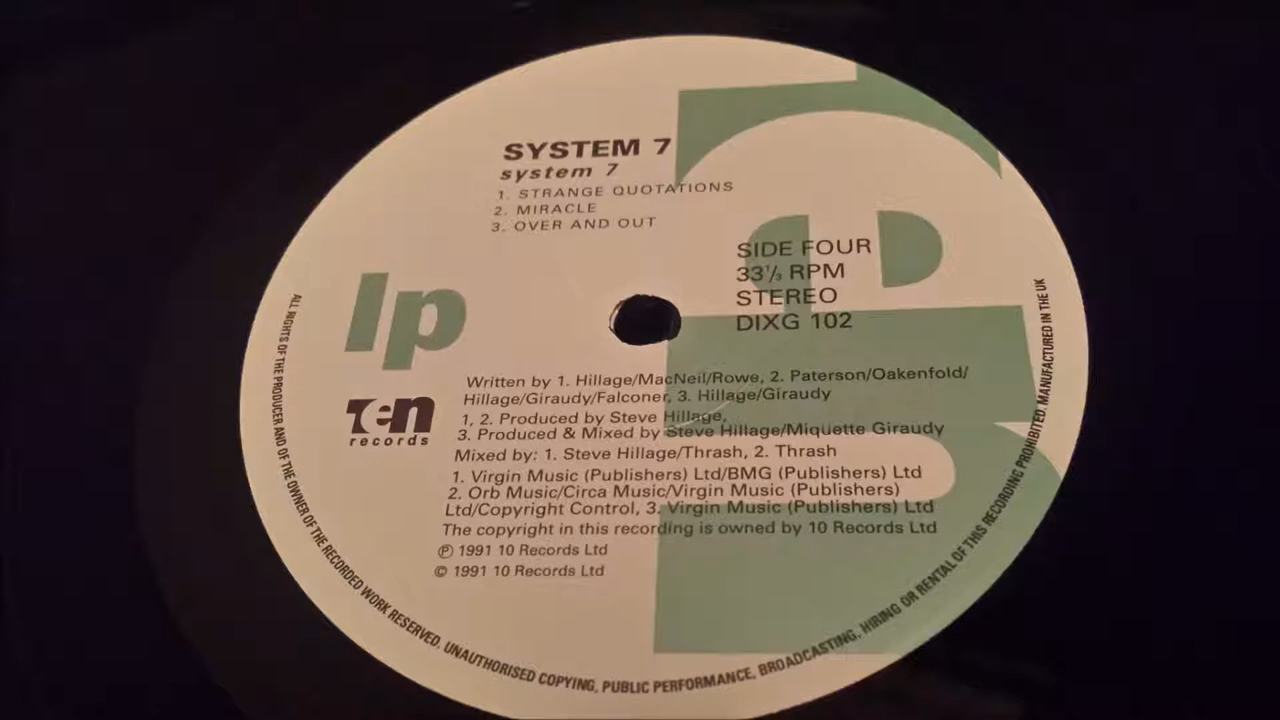 SYSTEM 7
system 7
1. STRANGE QUOTATIONS
2. MIRACLE
3. OVER AND OUT
SIDE FOUR
33⅓ RPM
STEREO
DIXG 102
lp
Ten
records
Written by 1. Hillage/MacNeil/Rowe, 2. Paterson/Oakenfold/
Hillage/Giraudy/Falconer, 3. Hillage/Giraudy
1, 2. Produced by Steve Hillage,
3. Produced & Mixed by Steve Hillage/Miquette Giraudy
Mixed by: 1. Steve Hillage/Thrash, 2. Thrash
1. Virgin Music (Publishers) Ltd/BMG (Publishers) Ltd
2. Orb Music/Circa Music/Virgin Music (Publishers)
Ltd/Copyright Control, 3. Virgin Music (Publishers) Ltd
The copyright in this recording is owned by 10 Records Ltd
℗ 1991 10 Records Ltd
© 1991 10 Records Ltd
ALL RIGHTS OF THE PRODUCER AND OF THE OWNER OF THE RECORDED WORK RESERVED. UNAUTHORISED COPYING, PUBLIC PERFORMANCE, BROADCASTING, HIRING OR RENTAL OF THIS RECORDING PROHIBITED. MANUFACTURED IN THE UK